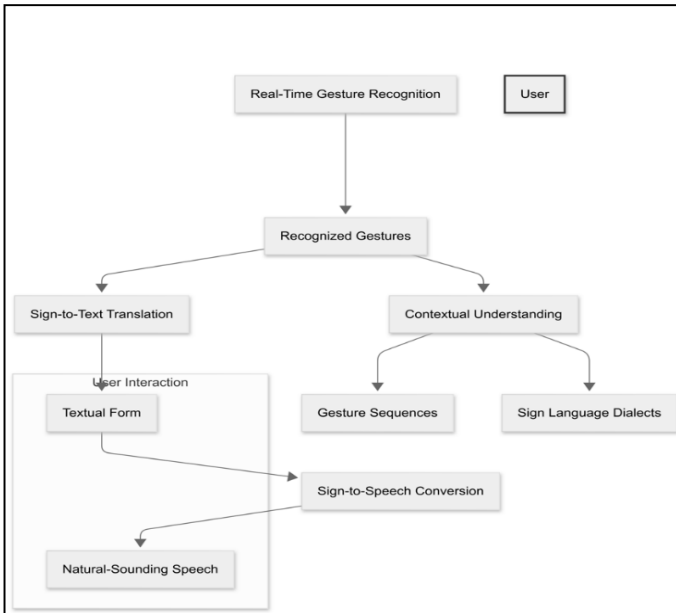 Real-Time Gesture Recognition
User
Recognized Gestures
Sign-to-Text Translation
Contextual Understanding
User Interaction
Textual Form
Gesture Sequences
Sign Language Dialects
Sign-to-Speech Conversion
Natural-Sounding Speech